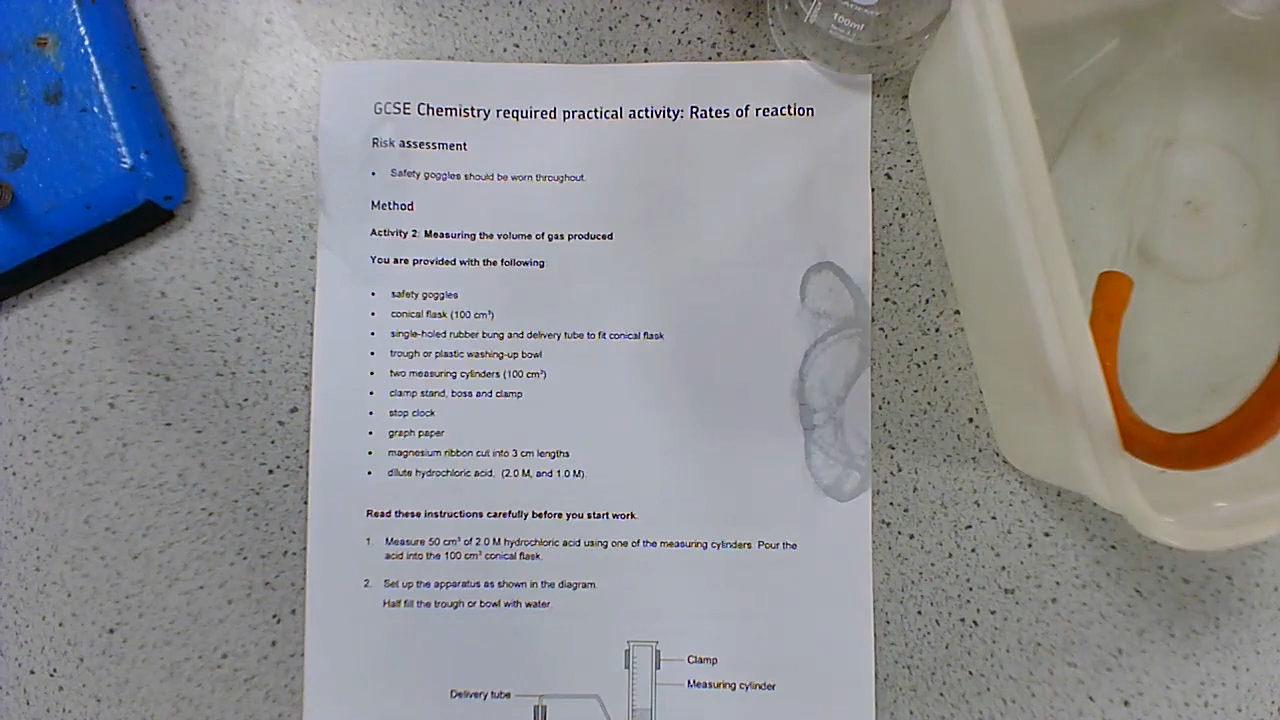 100ml
GCSE Chemistry required practical activity: Rates of reaction
Risk assessment
• Safety goggles should be worn throughout.
Method
Activity 2: Measuring the volume of gas produced
You are provided with the following:
• safety goggles
• conical flask (100 cm³)
• single-holed rubber bung and delivery tube to fit conical flask
• trough or plastic washing-up bowl
• two measuring cylinders (100 cm³)
• clamp stand, boss and clamp
• stop clock
• graph paper
• magnesium ribbon cut into 3 cm lengths
• dilute hydrochloric acid, (2.0 M, and 1.0 M).
Read these instructions carefully before you start work.
1. Measure 50 cm³ of 2.0 M hydrochloric acid using one of the measuring cylinders. Pour the
acid into the 100 cm³ conical flask.
2. Set up the apparatus as shown in the diagram.
Half fill the trough or bowl with water.
Clamp
Measuring cylinder
Delivery tube